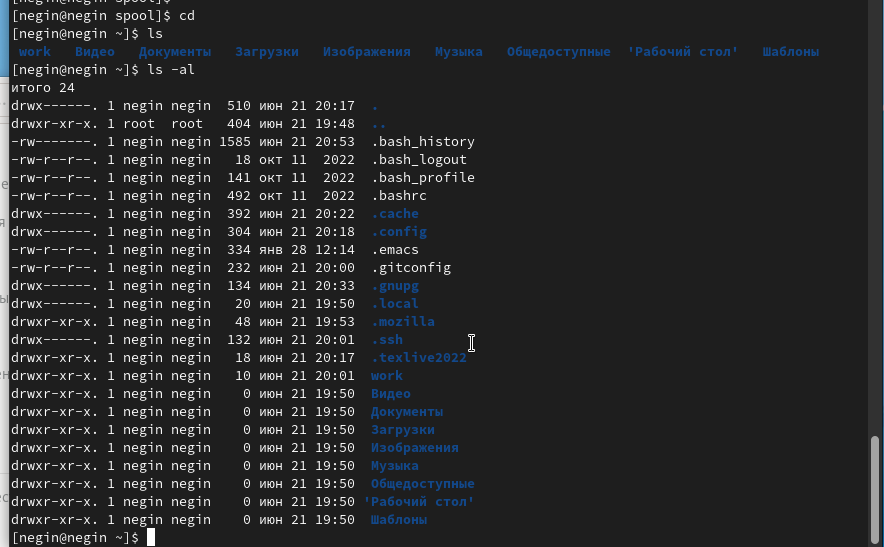 [negin@negin spool]$
[negin@negin spool]$ cd
[negin@negin ~]$ ls
work Видео Документы Загрузки Изображения Музыка Общедоступные 'Рабочий стол' Шаблоны
[negin@negin ~]$ ls -al
итого 24
drwx------. 1 negin negin 510 июн 21 20:17 .
drwxr-xr-x. 1 root root 404 июн 21 19:48 ..
-rw-------. 1 negin negin 1585 июн 21 20:53 .bash_history
-rw-r--r--. 1 negin negin 18 окт 11 2022 .bash_logout
-rw-r--r--. 1 negin negin 141 окт 11 2022 .bash_profile
-rw-r--r--. 1 negin negin 492 окт 11 2022 .bashrc
drwx------. 1 negin negin 392 июн 21 20:22 .cache
drwx------. 1 negin negin 304 июн 21 20:18 .config
-rw-r--r--. 1 negin negin 334 янв 28 12:14 .emacs
-rw-r--r--. 1 negin negin 232 июн 21 20:00 .gitconfig
drwx------. 1 negin negin 134 июн 21 20:33 .gnupg
drwx------. 1 negin negin 20 июн 21 19:50 .local
drwxr-xr-x. 1 negin negin 48 июн 21 19:53 .mozilla
drwx------. 1 negin negin 132 июн 21 20:01 .ssh
drwxr-xr-x. 1 negin negin 18 июн 21 20:17 .texlive2022
drwxr-xr-x. 1 negin negin 10 июн 21 20:01 work
drwxr-xr-x. 1 negin negin 0 июн 21 19:50 Видео
drwxr-xr-x. 1 negin negin 0 июн 21 19:50 Документы
drwxr-xr-x. 1 negin negin 0 июн 21 19:50 Загрузки
drwxr-xr-x. 1 negin negin 0 июн 21 19:50 Изображения
drwxr-xr-x. 1 negin negin 0 июн 21 19:50 Музыка
drwxr-xr-x. 1 negin negin 0 июн 21 19:50 Общедоступные
drwxr-xr-x. 1 negin negin 0 июн 21 19:50 'Рабочий стол'
drwxr-xr-x. 1 negin negin 0 июн 21 19:50 Шаблоны
[negin@negin ~]$